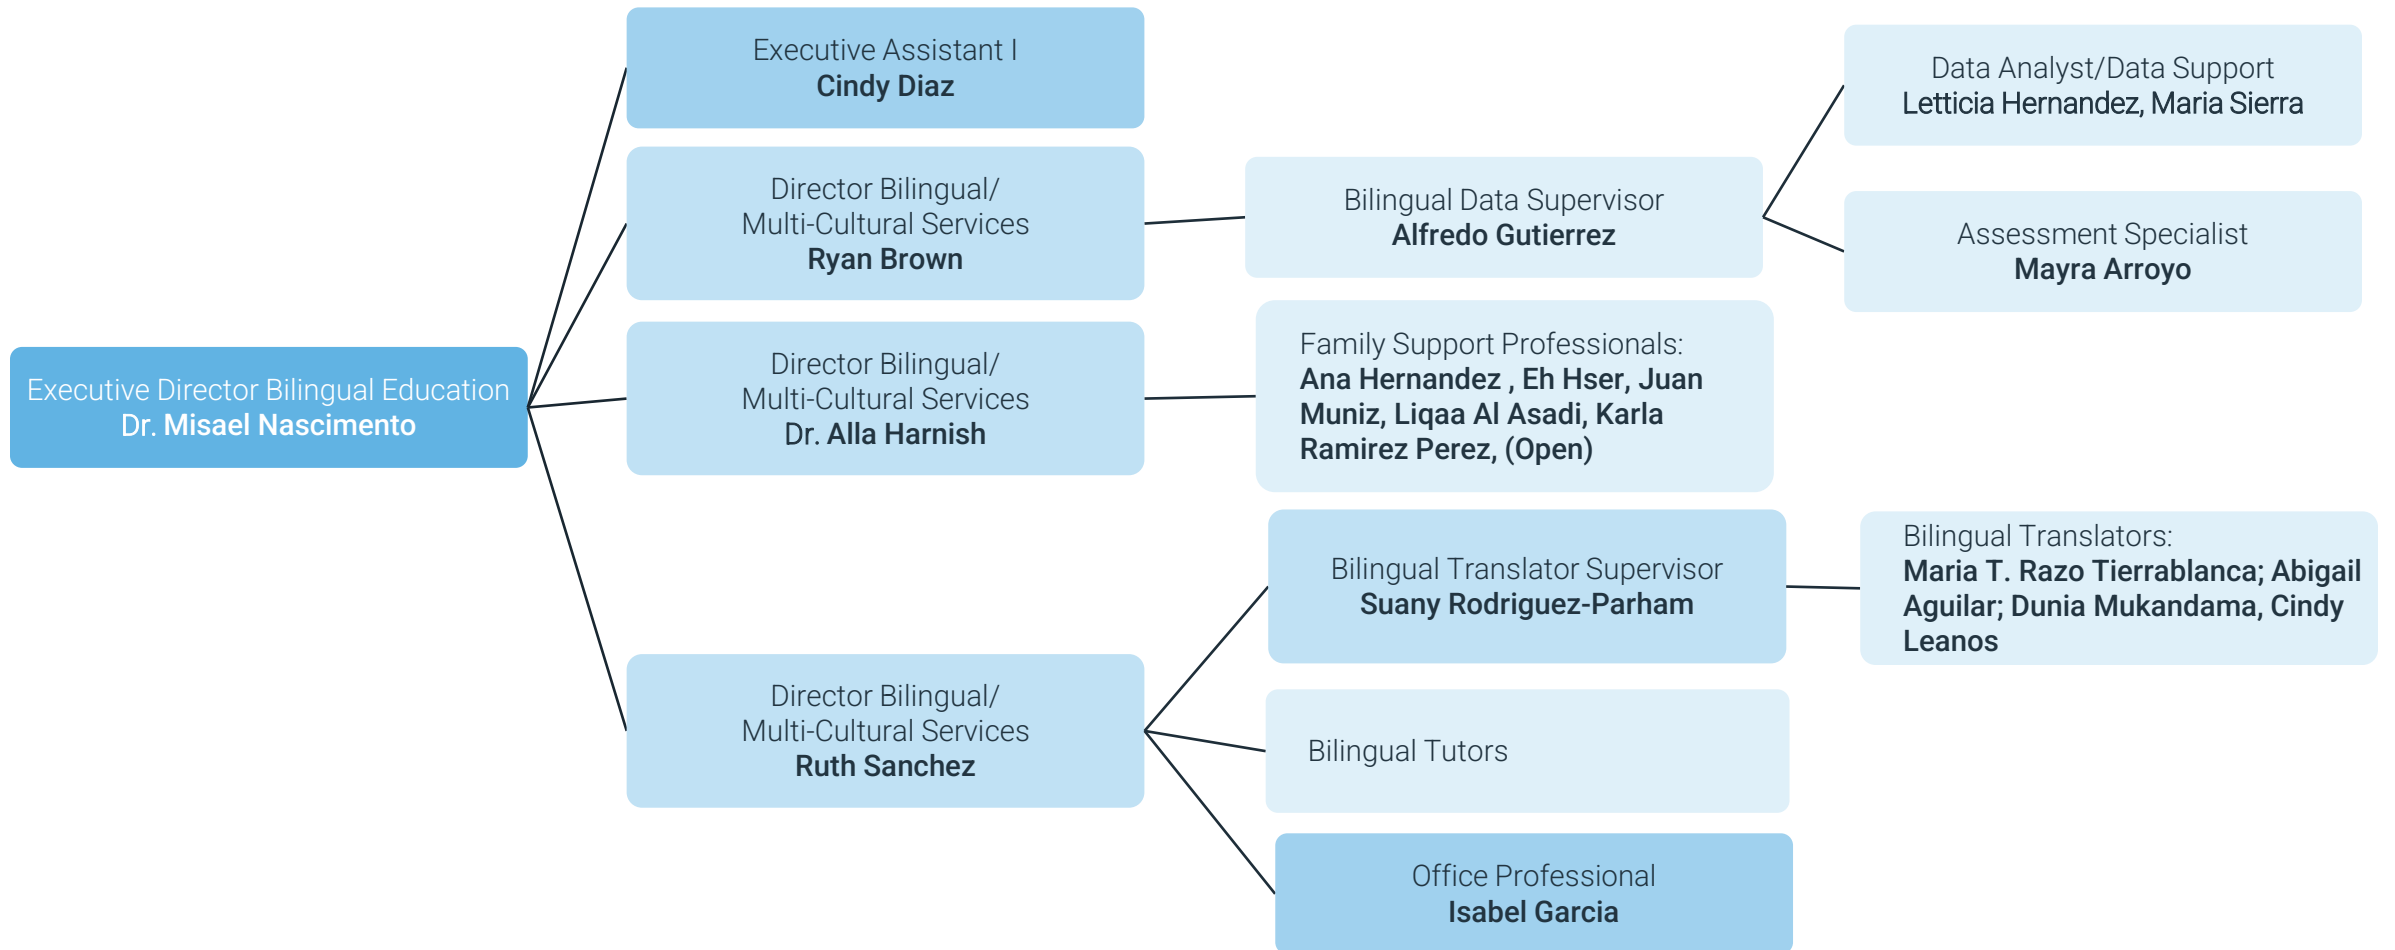 Executive Director Bilingual Education
Dr. Misael Nascimento
Executive Assistant I
Cindy Diaz
Director Bilingual/
Multi-Cultural Services
Ryan Brown
Bilingual Data Supervisor
Alfredo Gutierrez
Data Analyst/Data Support
Letticia Hernandez, Maria Sierra
Assessment Specialist
Mayra Arroyo
Director Bilingual/
Multi-Cultural Services
Dr. Alla Harnish
Family Support Professionals:
Ana Hernandez , Eh Hser, Juan
Muniz, Liqaa Al Asadi, Karla
Ramirez Perez, (Open)
Director Bilingual/
Multi-Cultural Services
Ruth Sanchez
Bilingual Translator Supervisor
Suany Rodriguez-Parham
Bilingual Translators:
Maria T. Razo Tierrablanca; Abigail
Aguilar; Dunia Mukandama, Cindy
Leanos
Bilingual Tutors
Office Professional
Isabel Garcia